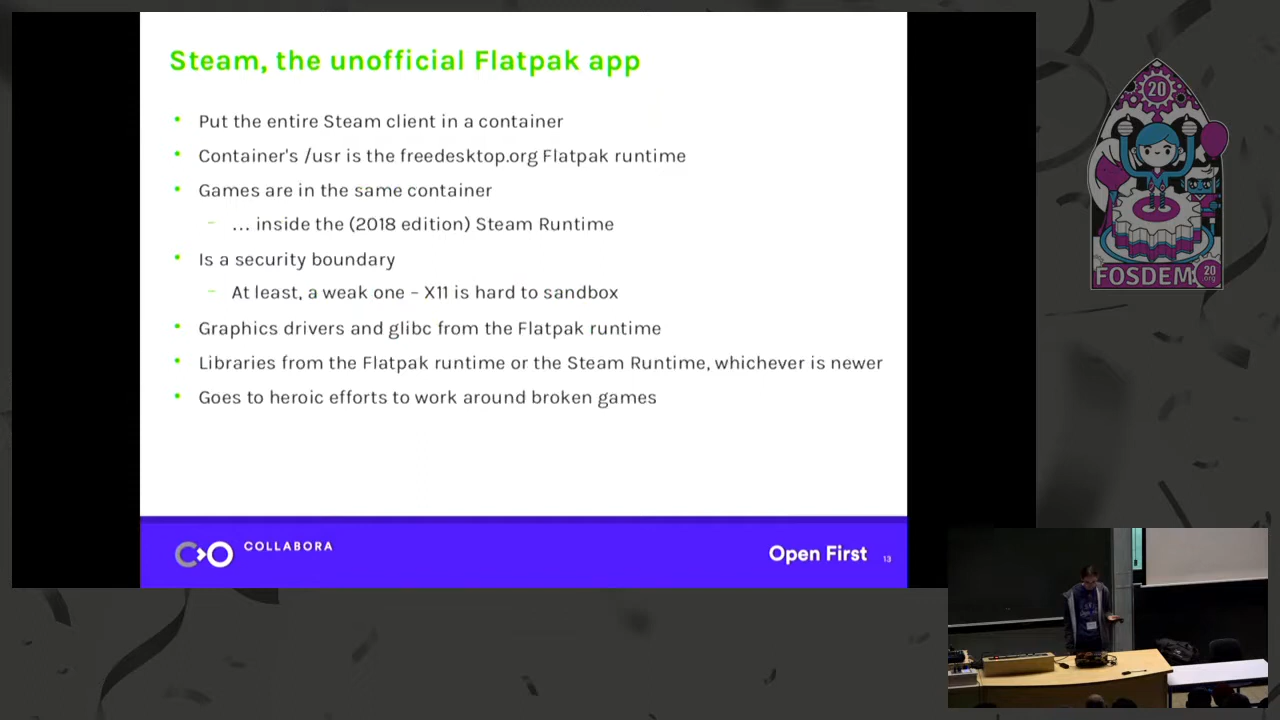 Steam, the unofficial Flatpak app
• Put the entire Steam client in a container
• Container's /usr is the freedesktop.org Flatpak runtime
• Games are in the same container
– … inside the (2018 edition) Steam Runtime
• Is a security boundary
– At least, a weak one – X11 is hard to sandbox
• Graphics drivers and glibc from the Flatpak runtime
• Libraries from the Flatpak runtime or the Steam Runtime, whichever is newer
• Goes to heroic efforts to work around broken games
COLLABORA
Open First
13
20
FOSDEM
20
org